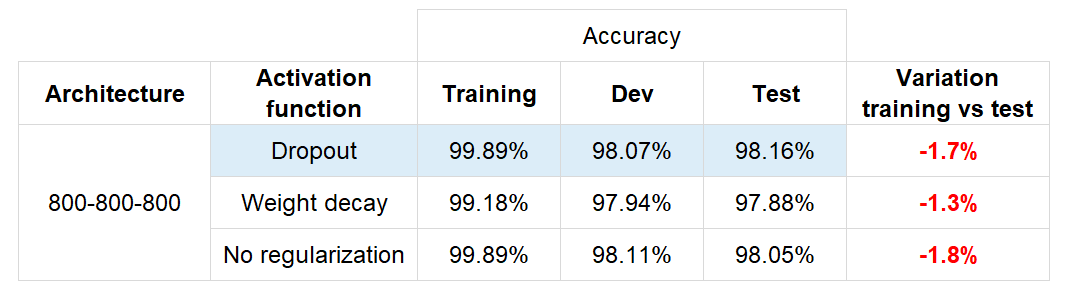 Accuracy
Architecture Activation function Training Dev Test Variation training vs test
800-800-800 Dropout 99.89% 98.07% 98.16% -1.7%
Weight decay 99.18% 97.94% 97.88% -1.3%
No regularization 99.89% 98.11% 98.05% -1.8%